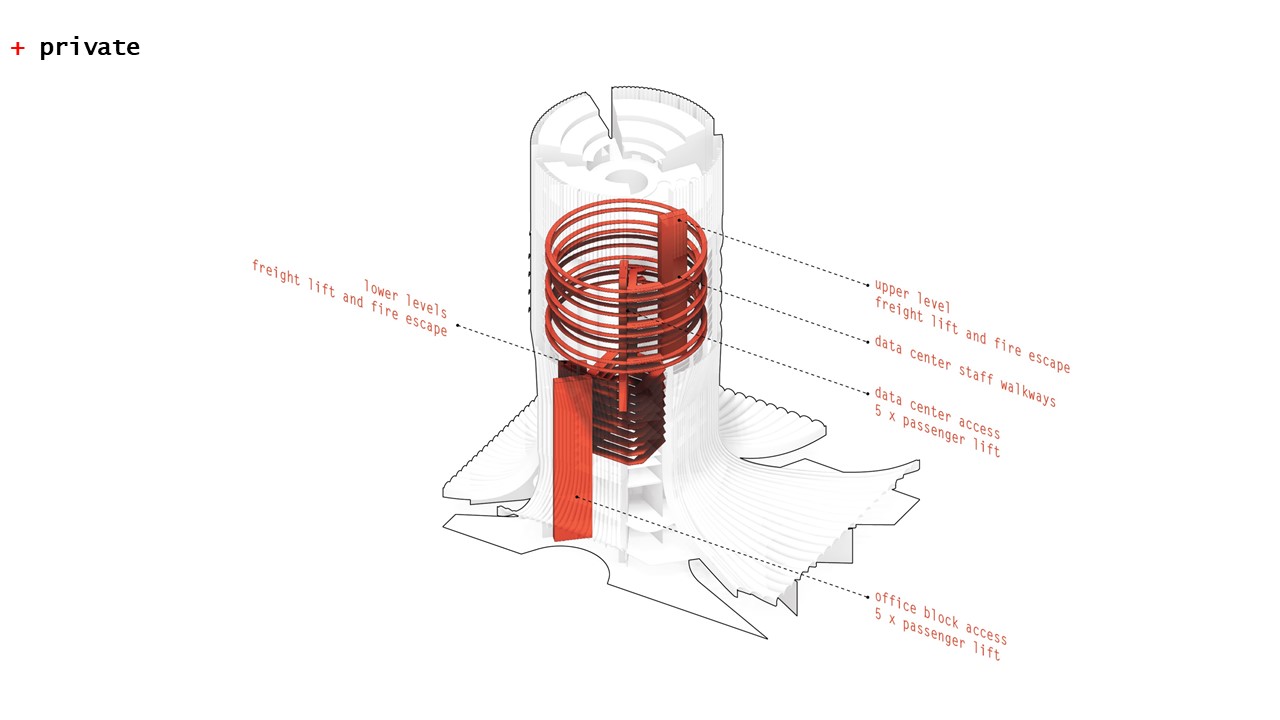 + private
lower levels
freight lift and fire escape
upper level
freight lift and fire escape
data center staff walkways
data center access
5 x passenger lift
office block access
5 x passenger lift